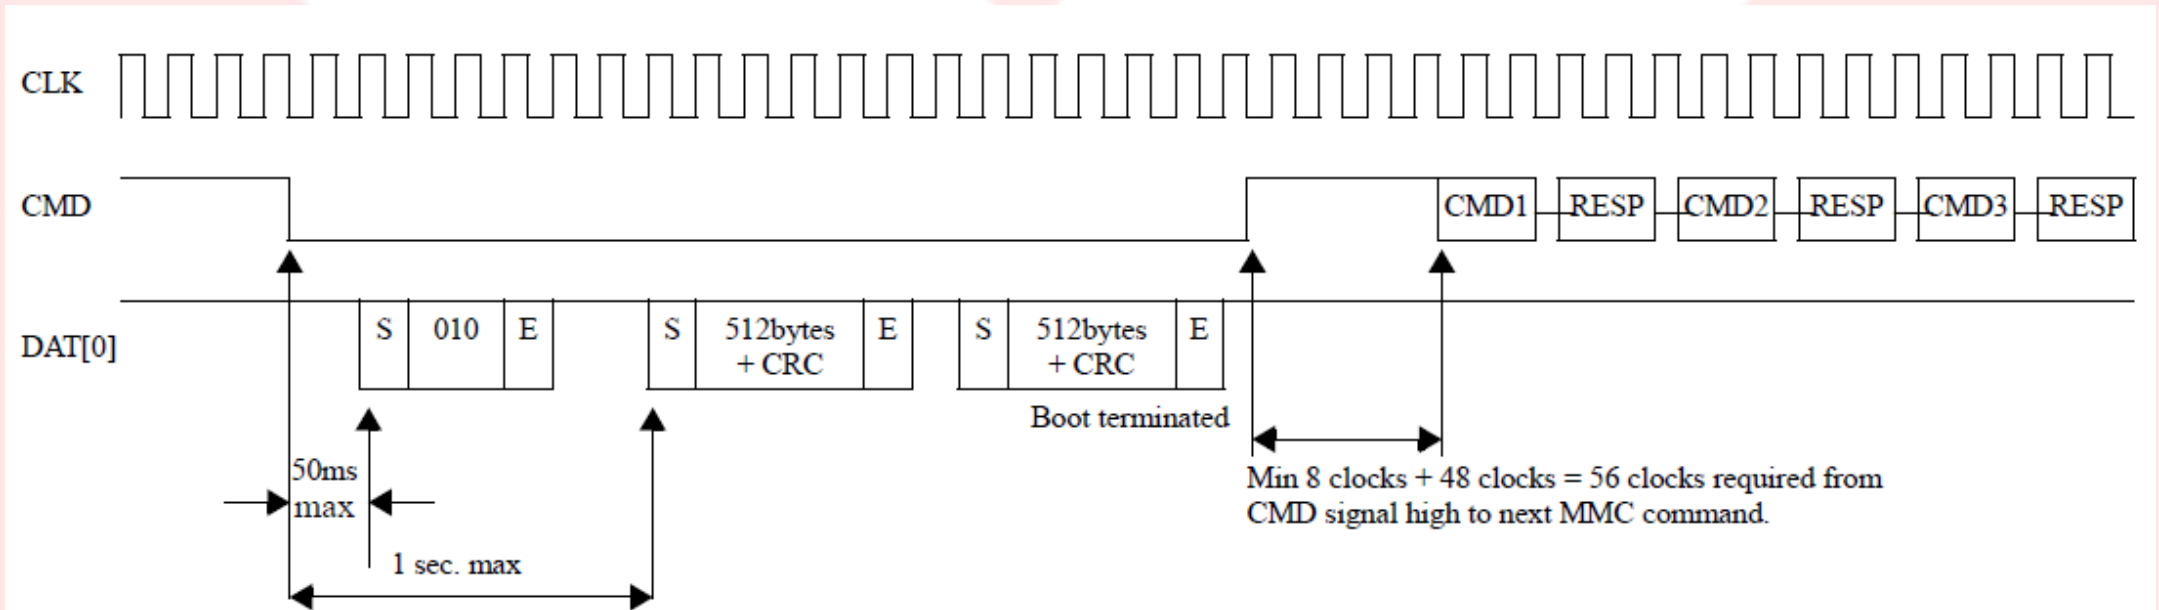 CLK
CMD
CMD1 RESP CMD2 RESP CMD3 RESP
DAT[0]
S 010 E S 512bytes + CRC E S 512bytes + CRC E
Boot terminated
50ms
max
1 sec. max
Min 8 clocks + 48 clocks = 56 clocks required from
CMD signal high to next MMC command.